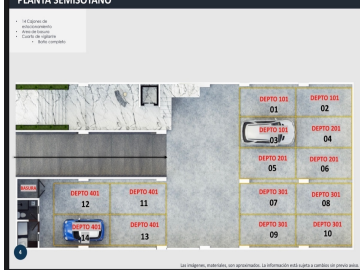 PLANTA SEMISÓTANO
• 14 Cajones de
estacionamiento
• Area de basura
• Cuarto de vigilante
• Baño completo
DEPTO 101
01
DEPTO 101
02
DEPTO 101
03
DEPTO 201
04
DEPTO 201
05
DEPTO 201
06
BASURA
DEPTO 401
12
DEPTO 401
11
DEPTO 301
07
DEPTO 301
08
DEPTO 401
14
DEPTO 401
13
DEPTO 301
09
DEPTO 301
10
4
Las imágenes, materiales, son aproximados. La información está sujeta a cambios sin previo aviso.